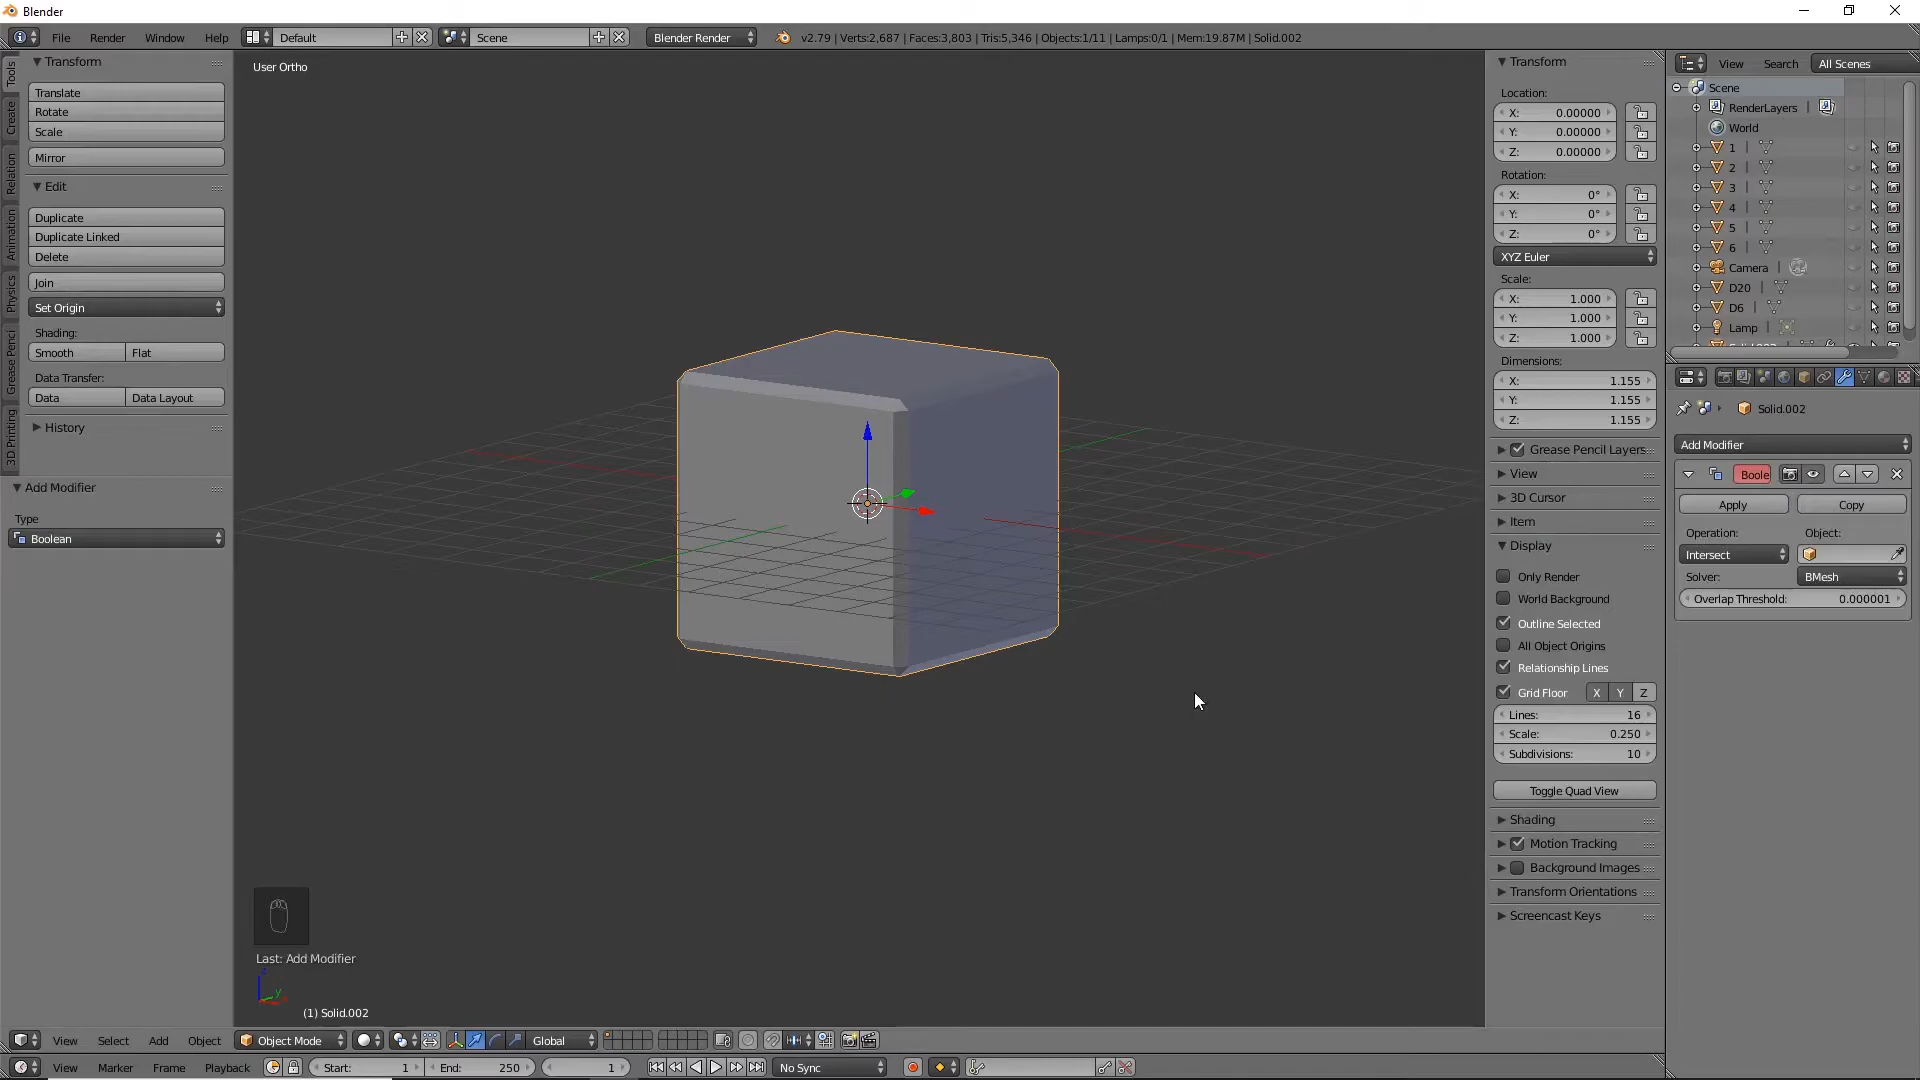 Blender
File Render Window Help Default Scene Blender Render v2.79 | Verts:2,687 | Faces:3,803 | Tris:5,346 | Objects:1/11 | Lamps:0/1 | Mem:19.87M | Solid.002
Tools
Create
Relation
Animation
Physics
Grease Penci
3D Printing
Transform
Translate
Rotate
Scale
Mirror
Edit
Duplicate
Duplicate Linked
Delete
Join
Set Origin
Shading:
Smooth Flat
Data Transfer:
Data Data Layout
History
Add Modifier
Type
Boolean
User Ortho
Last: Add Modifier
z
y
(1) Solid.002
Transform
Location:
X: 0.00000
Y: 0.00000
Z: 0.00000
Rotation:
X: 0°
Y: 0°
Z: 0°
XYZ Euler
Scale:
X: 1.000
Y: 1.000
Z: 1.000
Dimensions:
X: 1.155
Y: 1.155
Z: 1.155
Grease Pencil Layers
View
3D Cursor
Item
Display
Only Render
World Background
Outline Selected
All Object Origins
Relationship Lines
Grid Floor X Y Z
Lines: 16
Scale: 0.250
Subdivisions: 10
Toggle Quad View
Shading
Motion Tracking
Background Images
Transform Orientations
Screencast Keys
View Search All Scenes
Scene
RenderLayers
World
1
2
3
4
5
6
Camera
D20
D6
Lamp
Solid.002
Add Modifier
Boole
Apply Copy
Operation: Object:
Intersect
Solver: BMesh
Overlap Threshold: 0.000001
View Select Add Object Object Mode Global
View Marker Frame Playback Start: 1 End: 250 1 No Sync